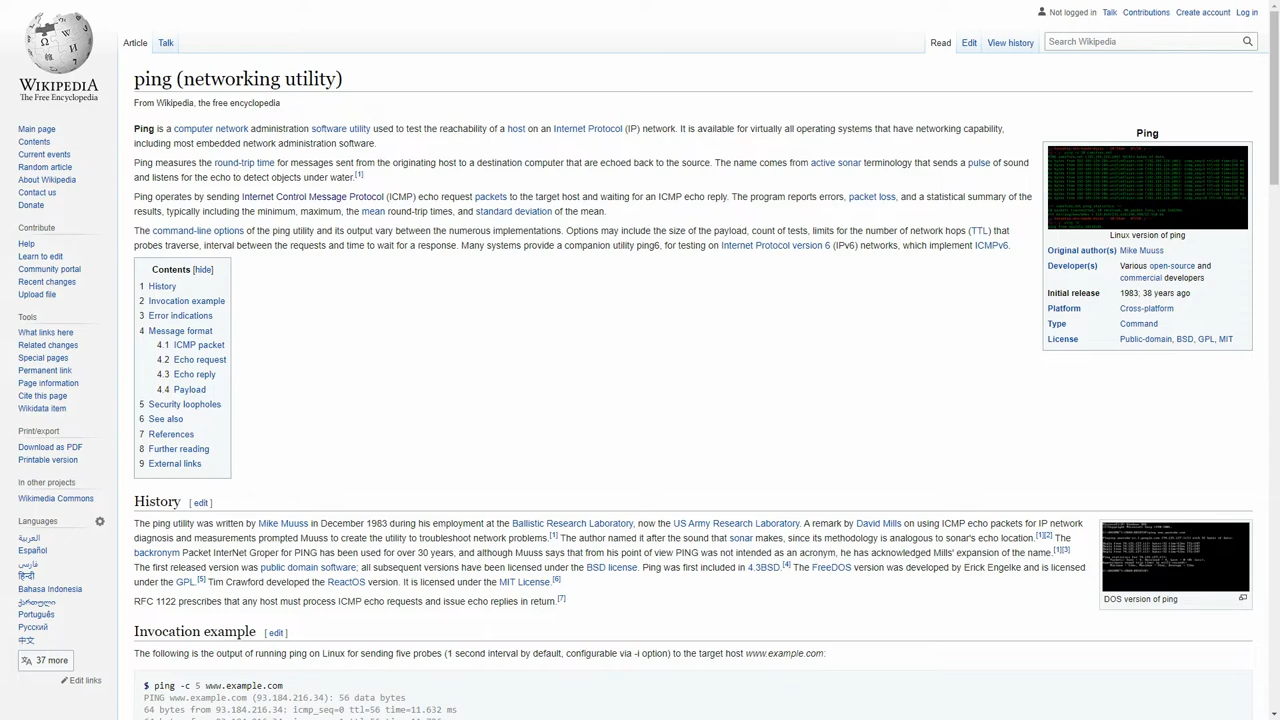 Not logged in Talk Contributions Create account Log in
Article Talk
Read Edit View history
Search Wikipedia
WIKIPEDIA
The Free Encyclopedia
Main page
Contents
Current events
Random article
About Wikipedia
Contact us
Donate
Contribute
Help
Learn to edit
Community portal
Recent changes
Upload file
Tools
What links here
Related changes
Special pages
Permanent link
Page information
Cite this page
Wikidata item
Print/export
Download as PDF
Printable version
In other projects
Wikimedia Commons
Languages
العربية
Español
فارسی
हिन्दी
Bahasa Indonesia
ქართული
Português
Русский
中文
37 more
Edit links
ping (networking utility)
From Wikipedia, the free encyclopedia
Ping is a computer network administration software utility used to test the reachability of a host on an Internet Protocol (IP) network. It is available for virtually all operating systems that have networking capability,
including most embedded network administration software.
Ping measures the round-trip time for messages sent from the originating host to a destination computer that are echoed back to the source. The name comes from active sonar terminology that sends a pulse of sound
and listens for the echo to detect objects under water.[1]
Ping operates by sending Internet Control Message Protocol (ICMP) echo request packets to the target host and waiting for an ICMP echo reply. The program reports errors, packet loss, and a statistical summary of the
results, typically including the minimum, maximum, the mean round-trip times, and standard deviation of the mean.
The command-line options of the ping utility and its output vary between the numerous implementations. Options may include the size of the payload, count of tests, limits for the number of network hops (TTL) that
probes traverse, interval between the requests and time to wait for a response. Many systems provide a companion utility ping6, for testing on Internet Protocol version 6 (IPv6) networks, which implement ICMPv6.
Ping
Linux version of ping
Original author(s) Mike Muuss
Developer(s) Various open-source and
commercial developers
Initial release 1983; 38 years ago
Platform Cross-platform
Type Command
License Public-domain, BSD, GPL, MIT
Contents [hide]
1 History
2 Invocation example
3 Error indications
4 Message format
4.1 ICMP packet
4.2 Echo request
4.3 Echo reply
4.4 Payload
5 Security loopholes
6 See also
7 References
8 Further reading
9 External links
History [ edit ]
The ping utility was written by Mike Muuss in December 1983 during his employment at the Ballistic Research Laboratory, now the US Army Research Laboratory. A remark by David Mills on using ICMP echo packets for IP network
diagnosis and measurements prompted Muuss to create the utility to troubleshoot network problems.[1] The author named it after the sound that sonar makes, since its methodology is analogous to sonar's echo location.[1][2] The
backronym Packet InterNet Groper for PING has been used for over 30 years, and although Muuss says that from his point of view PING was not intended as an acronym, he has acknowledged Mills' expansion of the name.[1][3]
The first released version was public domain software; all subsequent versions have been licensed under the BSD license. Ping was first included in 4.3BSD.[4] The FreeDOS version was developed by Erick Engelke and is licensed
under the GPL.[5] Tim Crawford developed the ReactOS version. It is licensed under the MIT License.[6]
RFC 1122 prescribes that any host must process ICMP echo requests and issue echo replies in return.[7]
DOS version of ping
Invocation example [ edit ]
The following is the output of running ping on Linux for sending five probes (1 second interval by default, configurable via -i option) to the target host www.example.com:
$ ping -c 5 www.example.com
PING www.example.com (93.184.216.34): 56 data bytes
64 bytes from 93.184.216.34: icmp_seq=0 ttl=56 time=11.632 ms